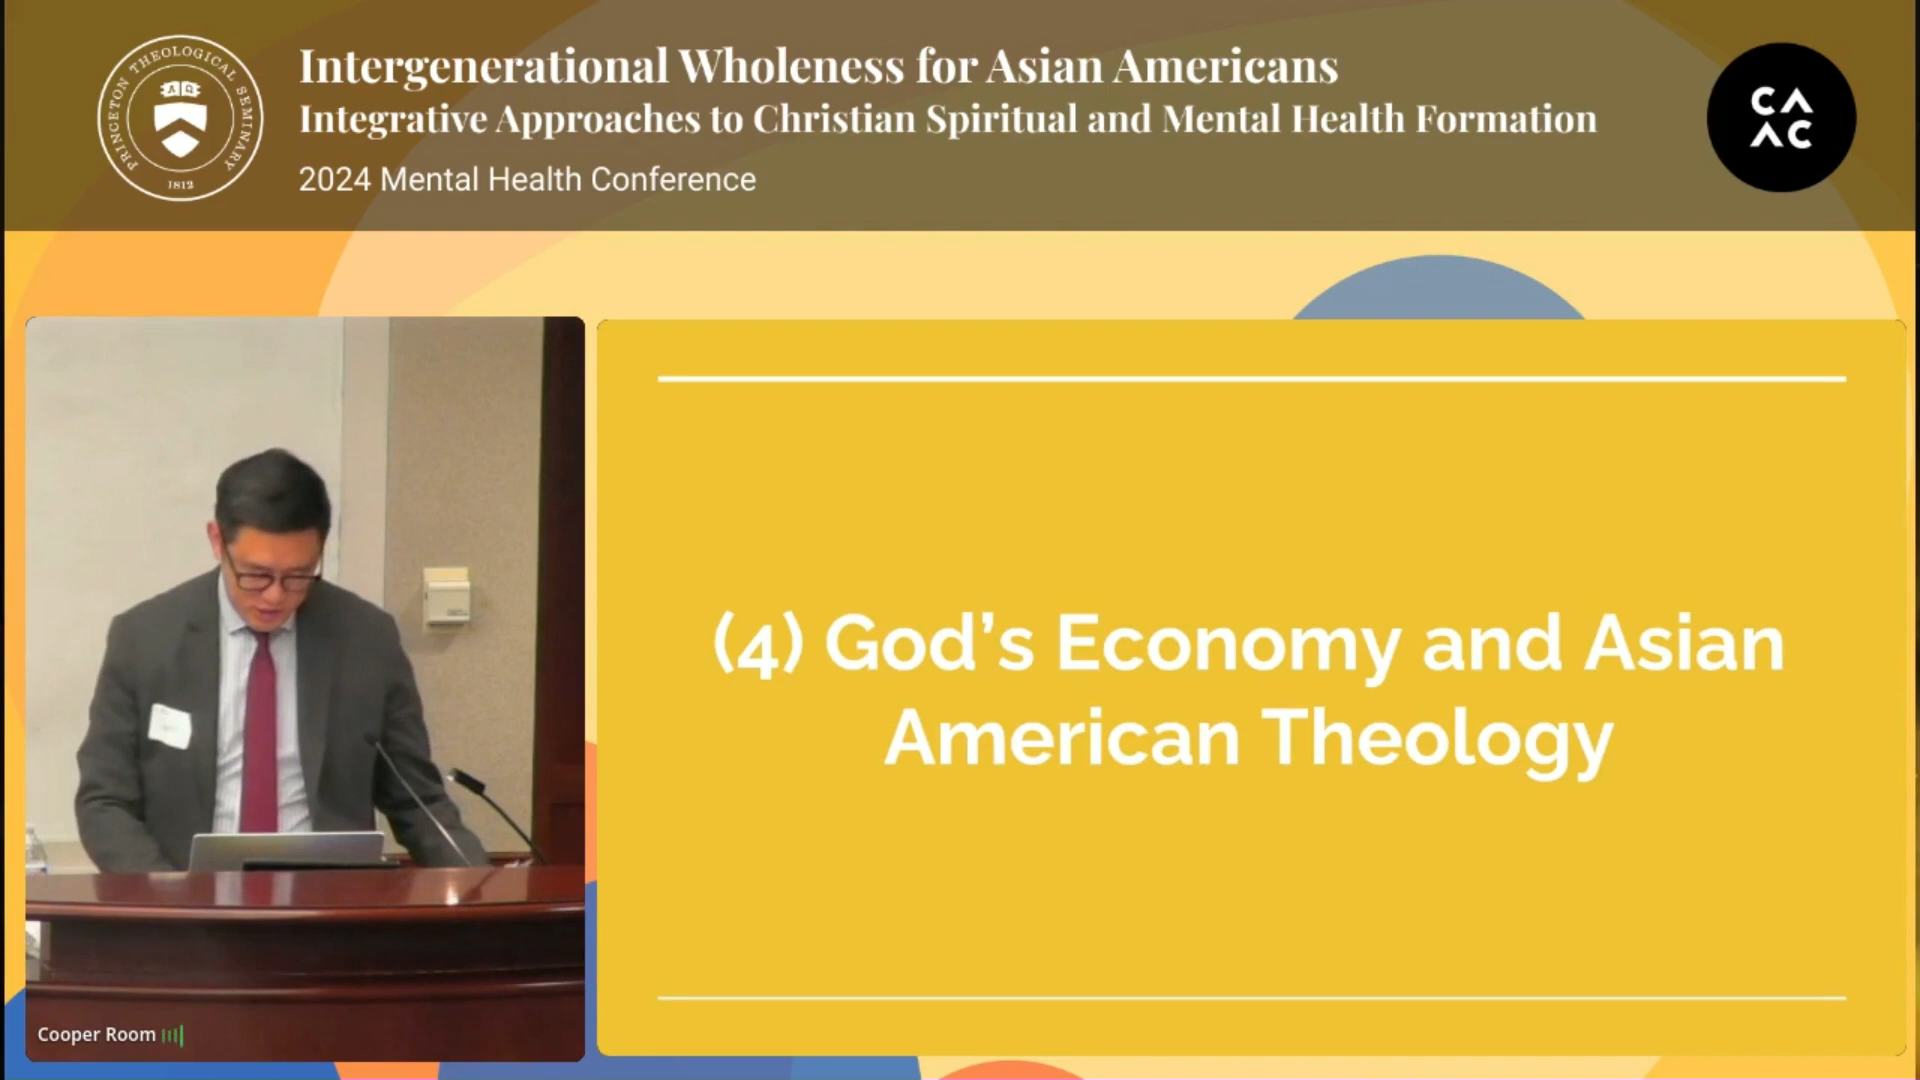 PRINCETON THEOLOGICAL SEMINARY
1812
Intergenerational Wholeness for Asian Americans
Integrative Approaches to Christian Spiritual and Mental Health Formation
2024 Mental Health Conference
CA
AC
(4) God’s Economy and Asian
American Theology
Cooper Room